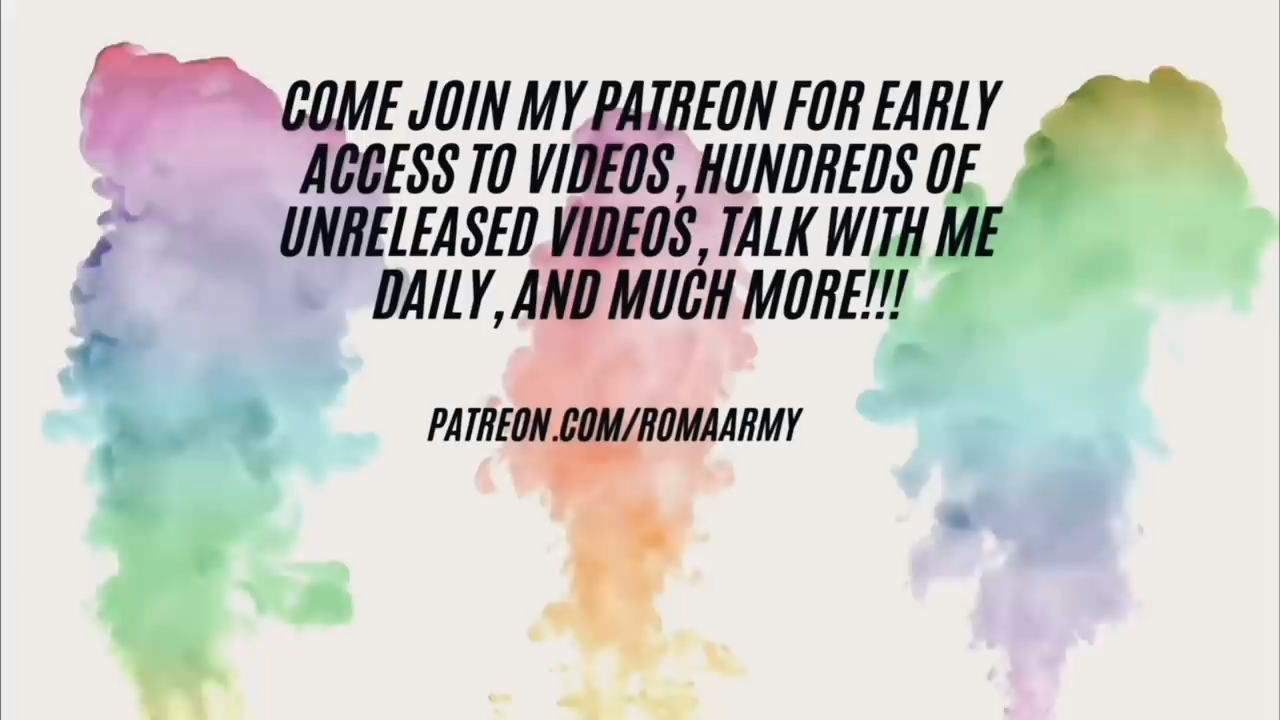 COME JOIN MY PATREON FOR EARLY
ACCESS TO VIDEOS, HUNDREDS OF
UNRELEASED VIDEOS, TALK WITH ME
DAILY, AND MUCH MORE!!!
PATREON.COM/ROMAARMY